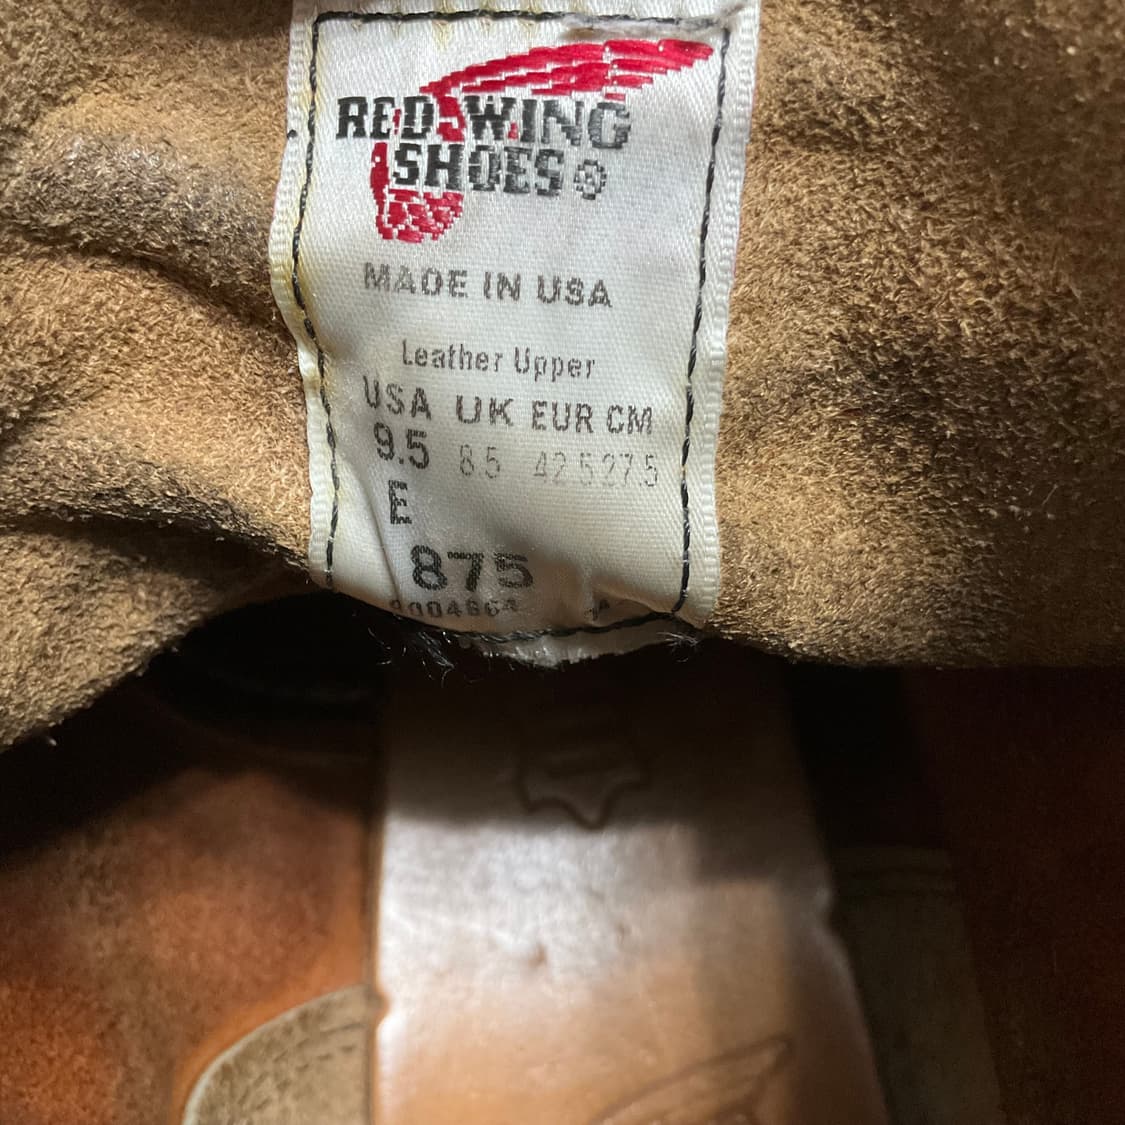 RED WING
SHOES®
MADE IN USA
Leather Upper
USA UK EUR CM
9.5 8.5 42.5 27.5
E
875